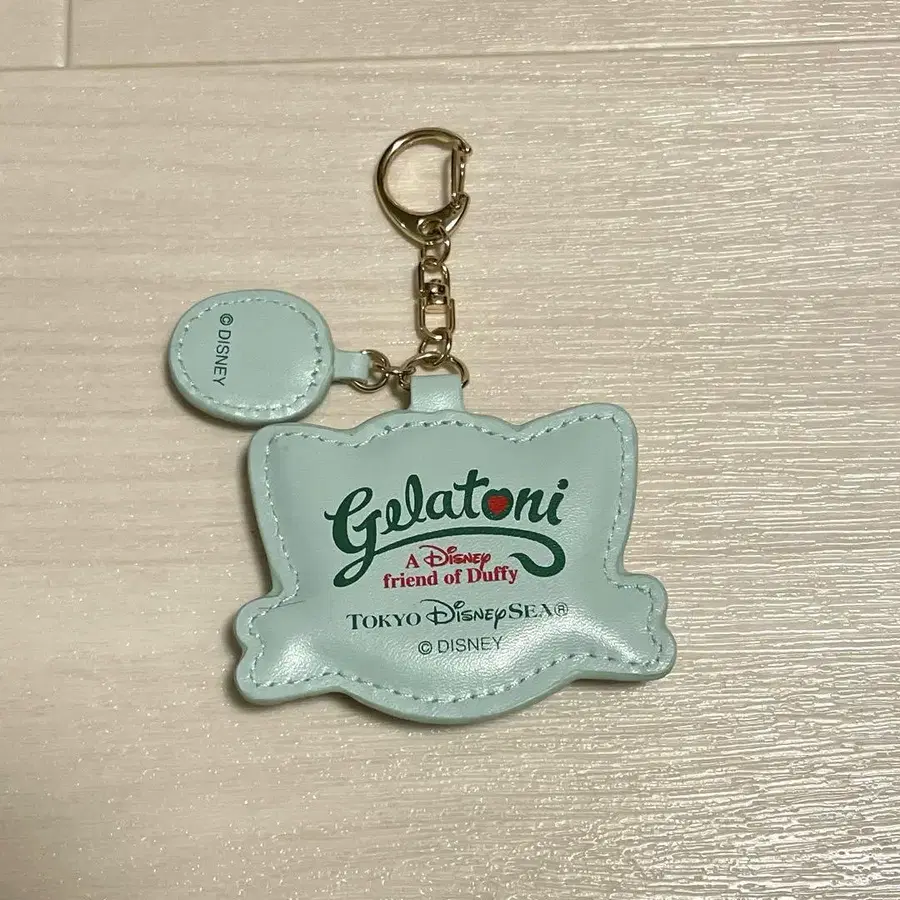 © DISNEY
Gelatoni
A Disney
friend of Duffy
TOKYO DISNEYSEA®
© DISNEY